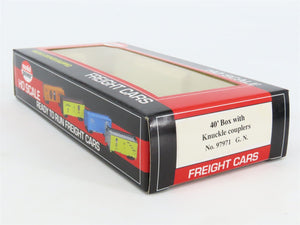 HO SCALE
READY TO RUN FREIGHT CARS
FREIGHT CARS
40' Box with
Knuckle couplers
No. 97971 G. N.
FREIGHT CARS